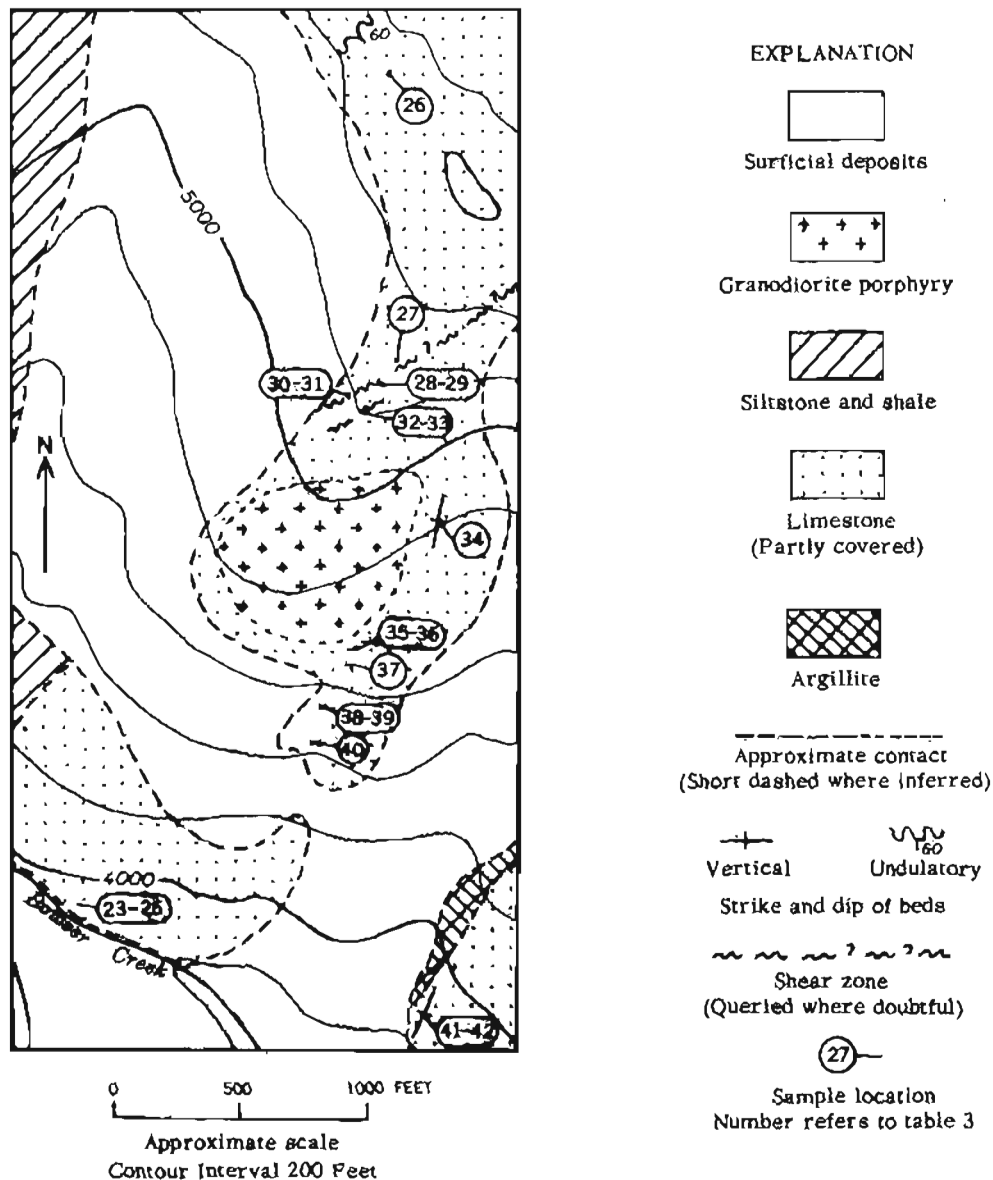 60
26
5000
27
30-31
28-29
32-33
N
34
35-36
37
38-39
40
4000
23-25
Creek
41-42
0 500 1000 FEET
Approximate scale
Contour Interval 200 Feet
EXPLANATION
Surficial deposits
Granodiorite porphyry
Siltstone and shale
Limestone
(Partly covered)
Argillite
Approximate contact
(Short dashed where inferred)
60
Vertical Undulatory
Strike and dip of beds
? ?
Shear zone
(Queried where doubtful)
27
Sample location
Number refers to table 3